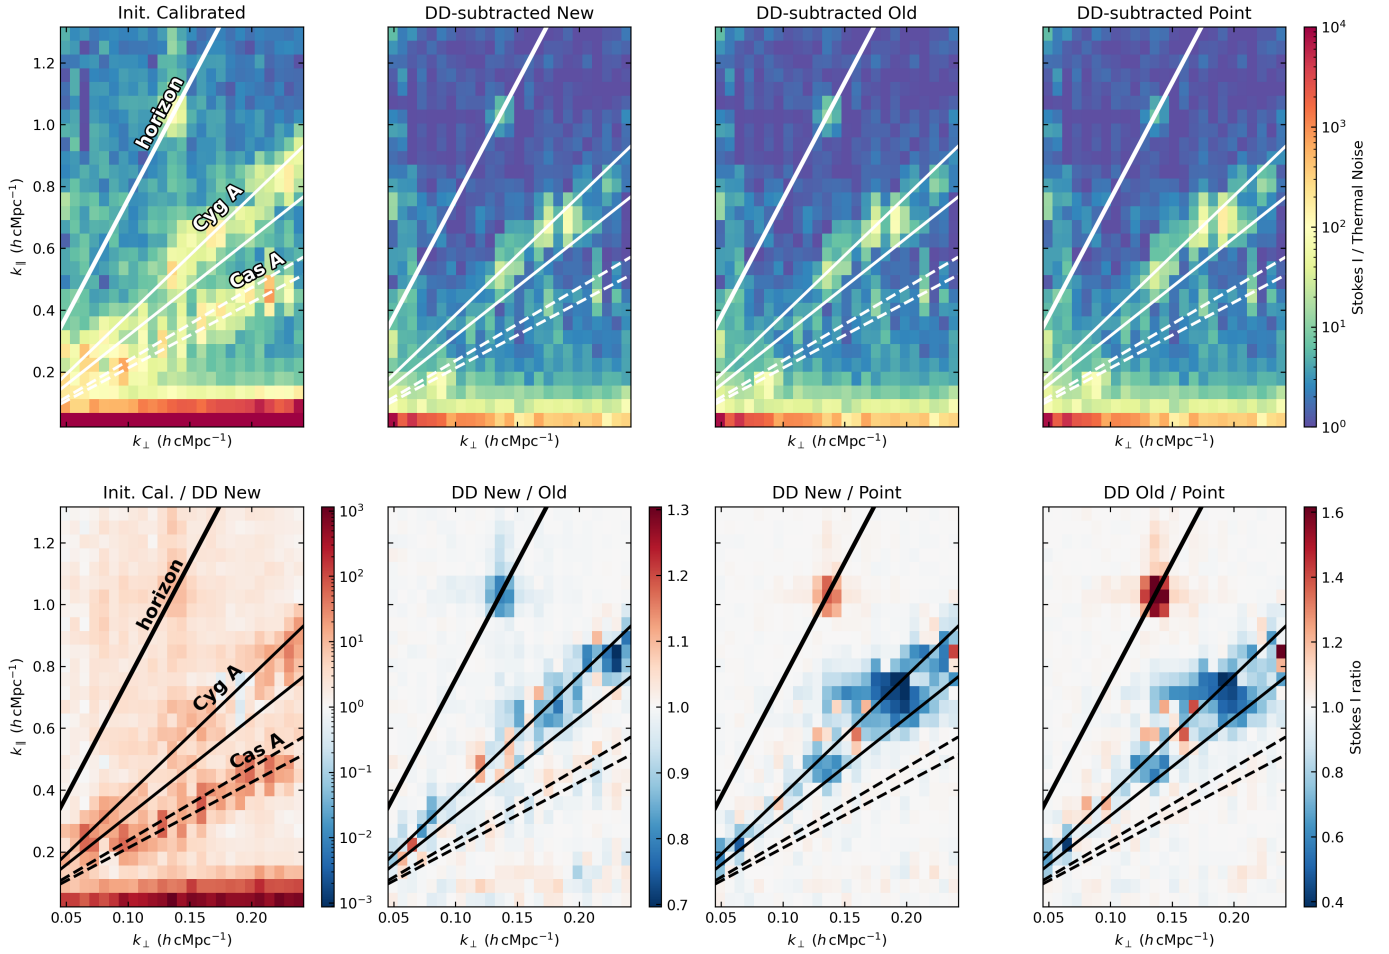 Init. Calibrated
DD-subtracted New
DD-subtracted Old
DD-subtracted Point
1.2
1.0
0.8
0.6
0.4
0.2
k∥ (h cMpc⁻¹)
horizon
Cyg A
Cas A
k⊥ (h cMpc⁻¹)
k⊥ (h cMpc⁻¹)
k⊥ (h cMpc⁻¹)
k⊥ (h cMpc⁻¹)
10⁴
10³
10²
10¹
10⁰
Stokes I / Thermal Noise
Init. Cal. / DD New
DD New / Old
DD New / Point
DD Old / Point
1.2
1.0
0.8
0.6
0.4
0.2
k∥ (h cMpc⁻¹)
horizon
Cyg A
Cas A
0.05 0.10 0.15 0.20
k⊥ (h cMpc⁻¹)
10³
10²
10¹
10⁰
10⁻¹
10⁻²
10⁻³
0.05 0.10 0.15 0.20
k⊥ (h cMpc⁻¹)
1.3
1.2
1.1
1.0
0.9
0.8
0.7
0.05 0.10 0.15 0.20
k⊥ (h cMpc⁻¹)
0.05 0.10 0.15 0.20
k⊥ (h cMpc⁻¹)
1.6
1.4
1.2
1.0
0.8
0.6
0.4
Stokes I ratio